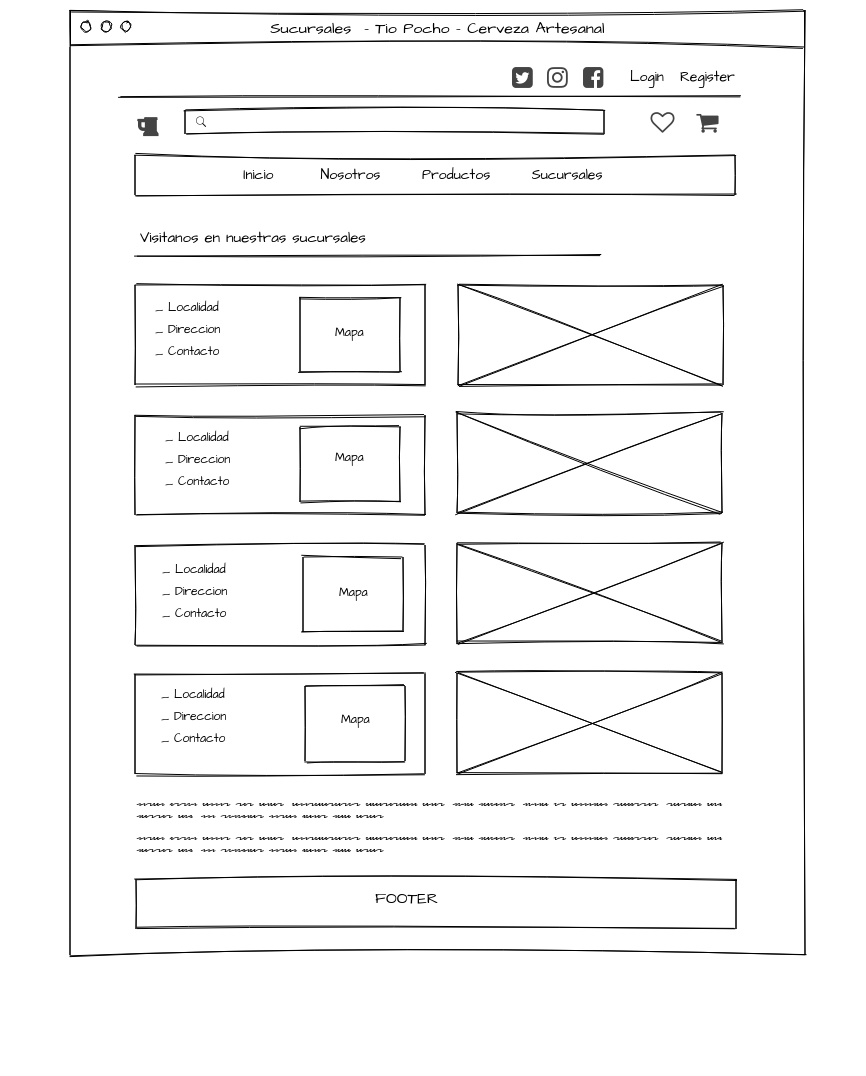 Sucursales - Tio Pocho - Cerveza Artesanal
Login Register
Inicio Nosotros Productos Sucursales
Visitanos en nuestras sucursales
_ Localidad
_ Direccion
_ Contacto
Mapa
_ Localidad
_ Direccion
_ Contacto
Mapa
_ Localidad
_ Direccion
_ Contacto
Mapa
_ Localidad
_ Direccion
_ Contacto
Mapa
FOOTER